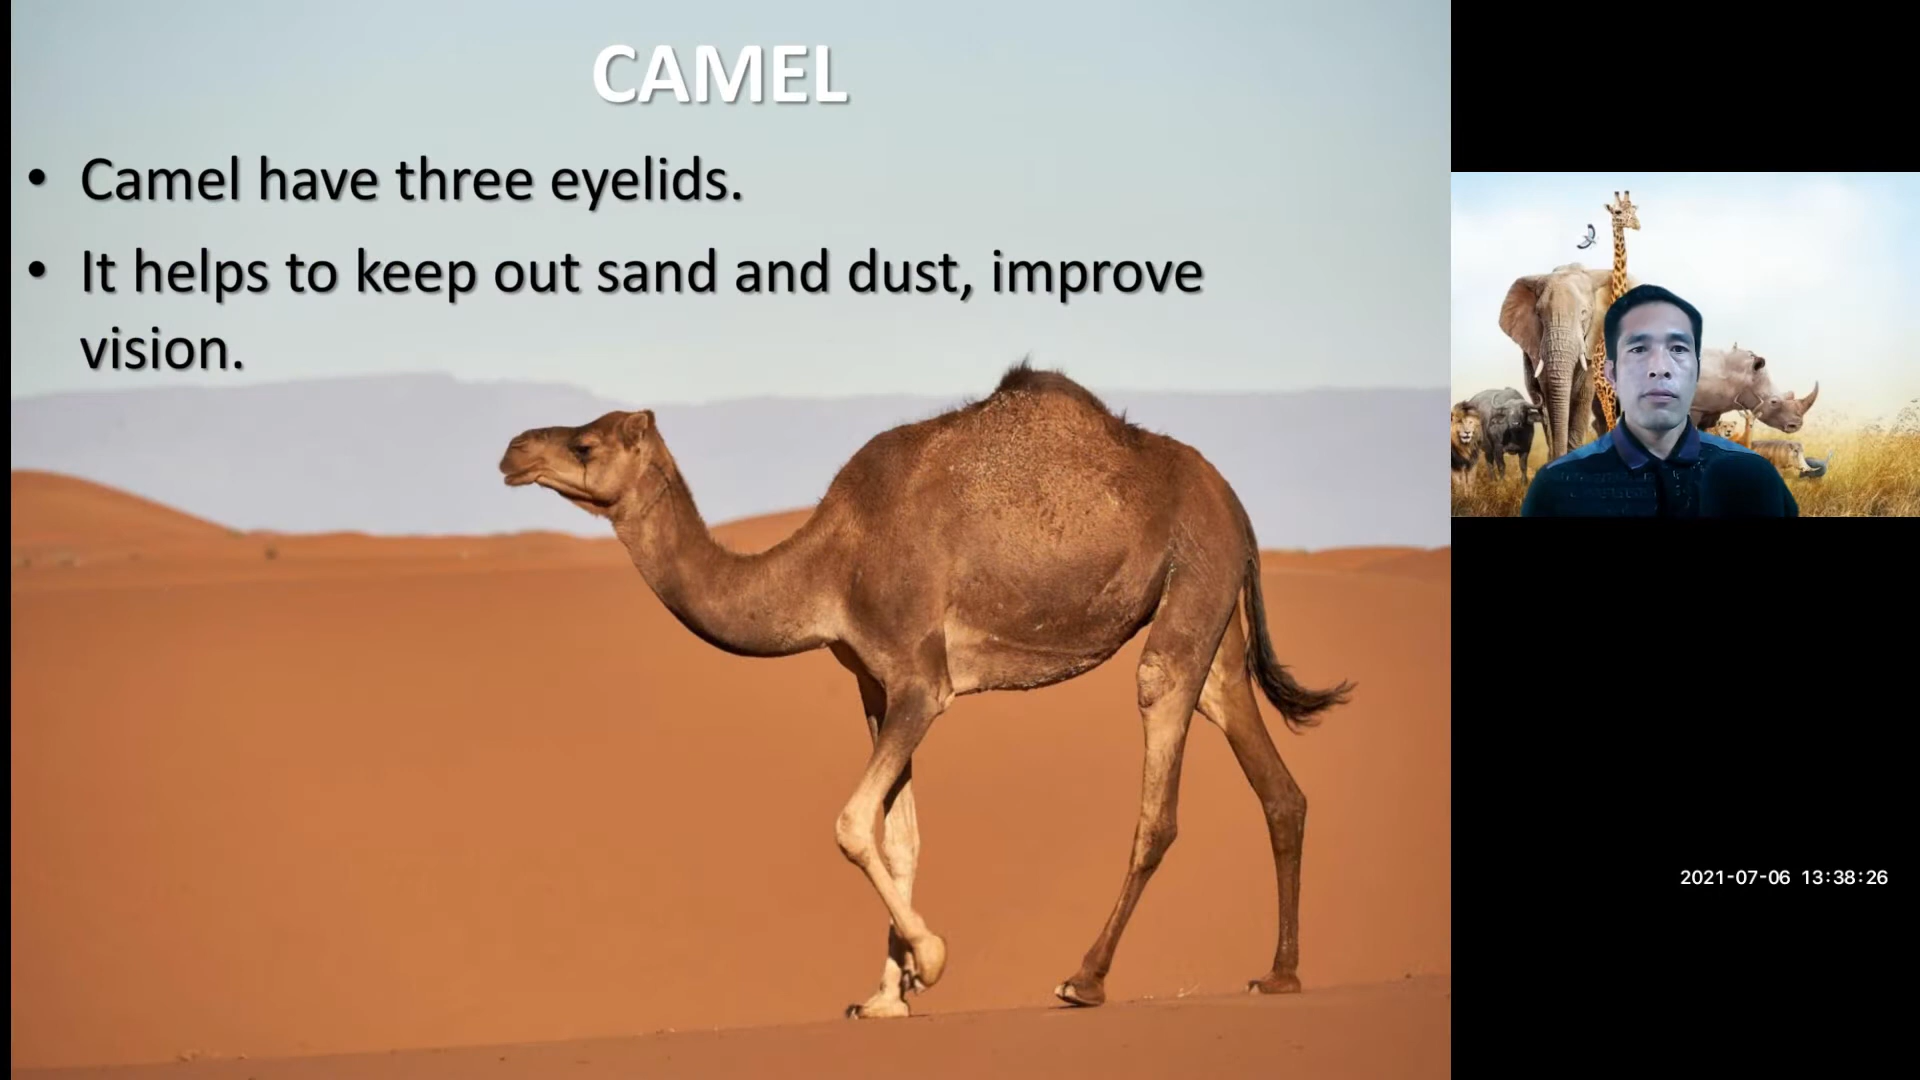 CAMEL
• Camel have three eyelids.
• It helps to keep out sand and dust, improve
vision.
2021-07-06 13:38:26